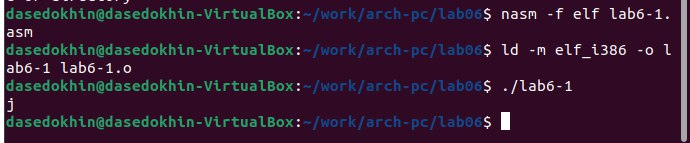 dasedokhin@dasedokhin-VirtualBox:~/work/arch-pc/lab06$ nasm -f elf lab6-1.
asm
dasedokhin@dasedokhin-VirtualBox:~/work/arch-pc/lab06$ ld -m elf_i386 -o l
ab6-1 lab6-1.o
dasedokhin@dasedokhin-VirtualBox:~/work/arch-pc/lab06$ ./lab6-1
j
dasedokhin@dasedokhin-VirtualBox:~/work/arch-pc/lab06$